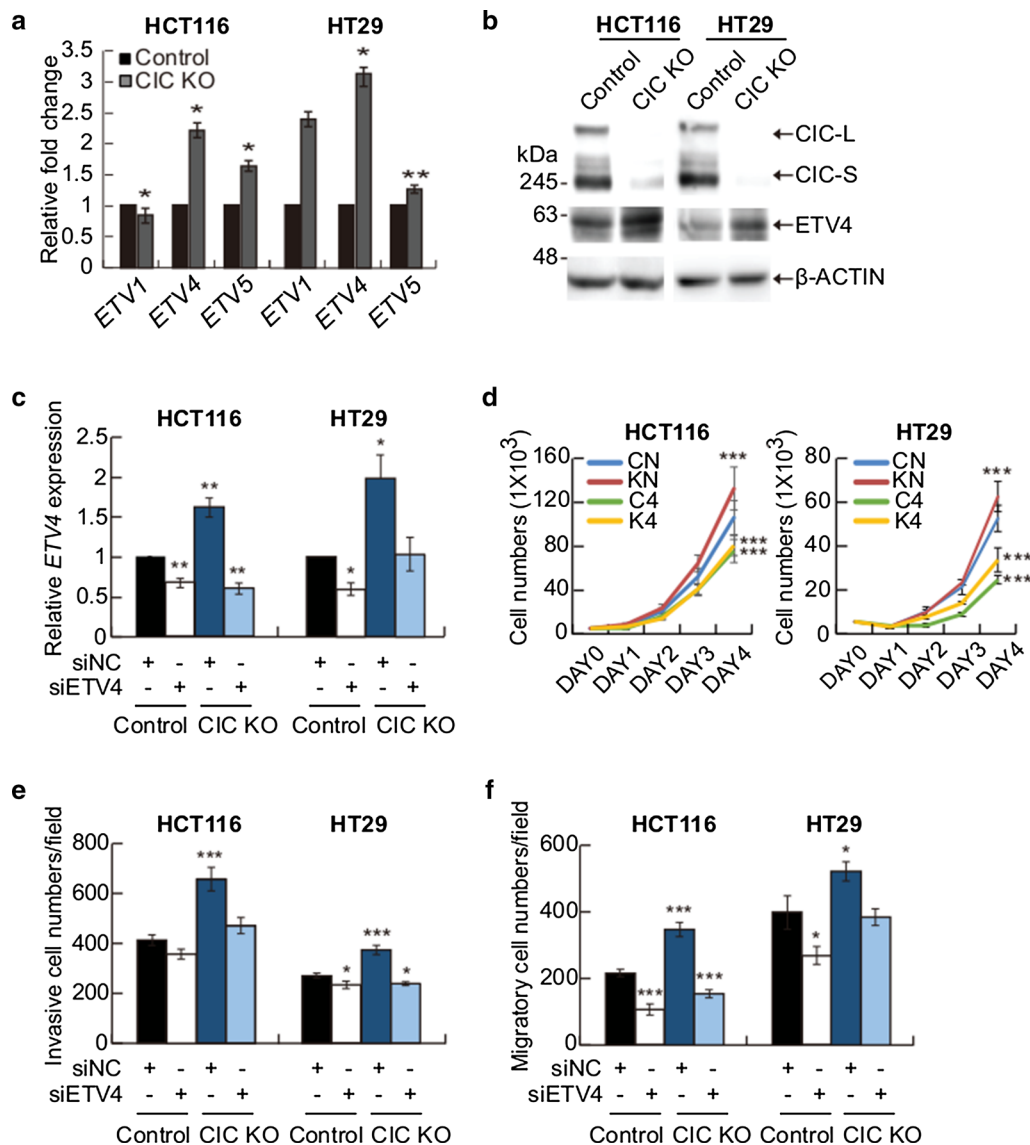 a
HCT116 HT29
Relative fold change
3.5
3
2.5
2
1.5
1
0.5
0
Control
CIC KO
* * * * **
ETV1 ETV4 ETV5 ETV1 ETV4 ETV5
b
HCT116 HT29
Control CIC KO Control CIC KO
kDa
245-
63-
48-
←CIC-L
←CIC-S
←ETV4
←β-ACTIN
c
HCT116 HT29
Relative ETV4 expression
2.5
2
1.5
1
0.5
0
** ** ** * *
siNC + - + - + - + -
siETV4 - + - + - + - +
Control CIC KO Control CIC KO
d
HCT116
Cell numbers (1X10³)
160
120
80
40
0
CN
KN
C4
K4
***
***
***
DAY0 DAY1 DAY2 DAY3 DAY4
HT29
Cell numbers (1X10³)
80
60
40
20
0
CN
KN
C4
K4
***
***
***
DAY0 DAY1 DAY2 DAY3 DAY4
e
HCT116 HT29
Invasive cell numbers/field
800
600
400
200
0
*** * *** *
siNC + - + - + - + -
siETV4 - + - + - + - +
Control CIC KO Control CIC KO
f
HCT116 HT29
Migratory cell numbers/field
600
400
200
0
*** *** *** * *
siNC + - + - + - + -
siETV4 - + - + - + - +
Control CIC KO Control CIC KO